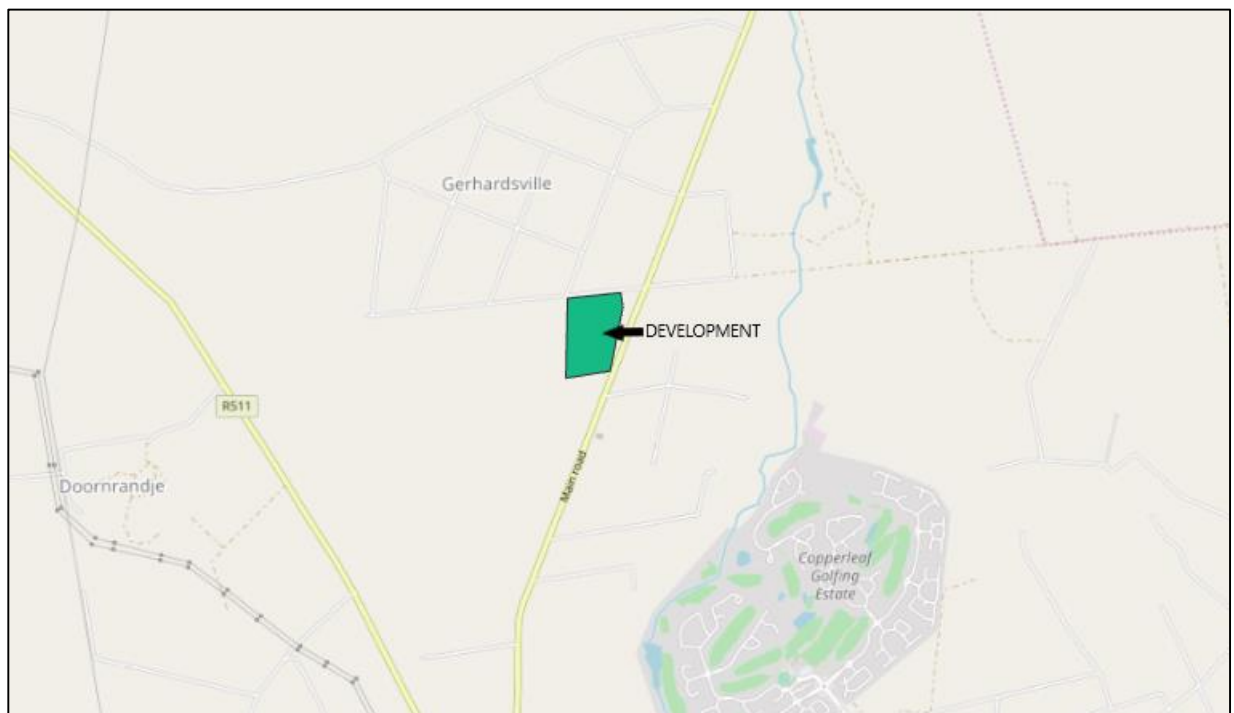 Gerhardsville
DEVELOPMENT
R511
Main road
Doornrandje
Copperleaf
Golfing
Estate